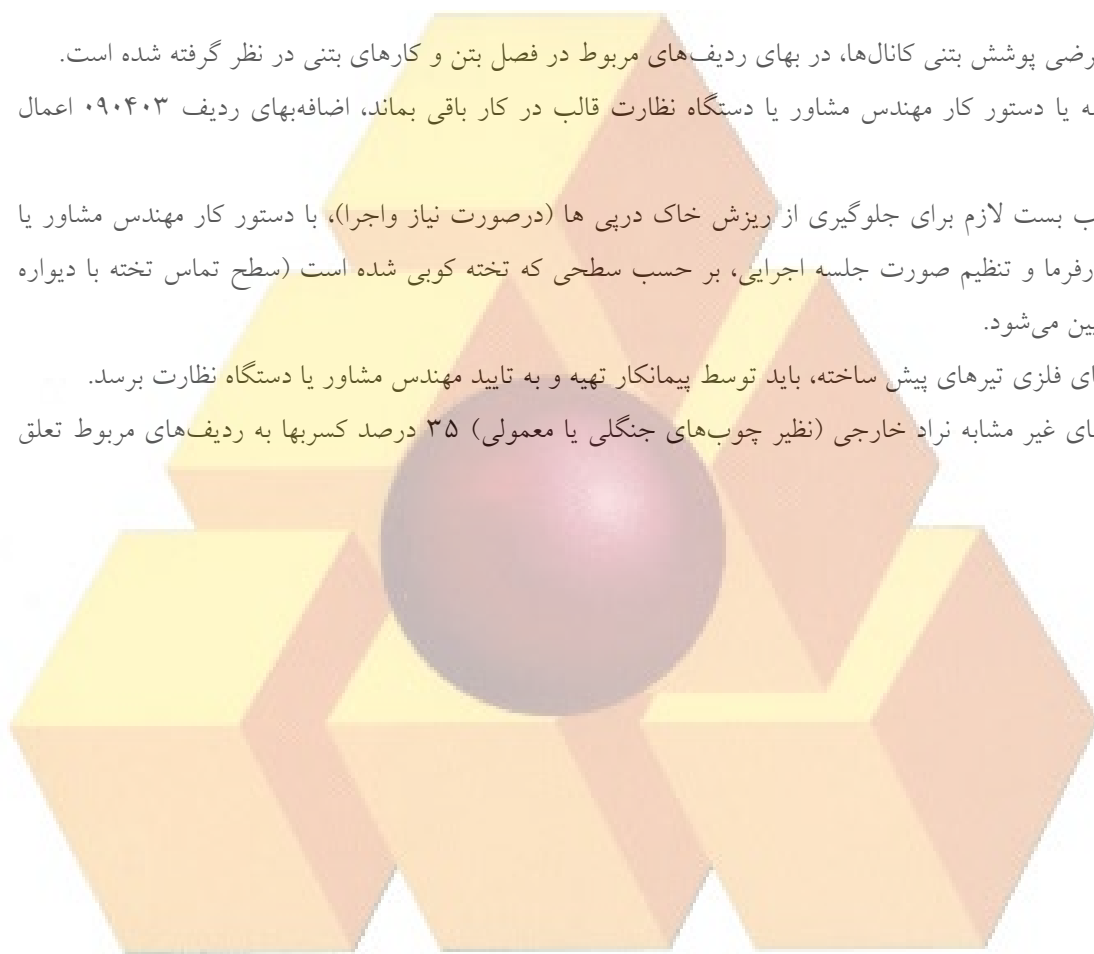 رضی پوشش بتنی کانال‌ها، در بهای ردیف‌های مربوط در فصل بتن و کارهای بتنی در نظر گرفته شده است.
ه یا دستور کار مهندس مشاور یا دستگاه نظارت قالب در کار باقی بماند، اضافه‌بهای ردیف ۰۹۰۴۰۳ اعمال
ب بست لازم برای جلوگیری از ریزش خاک درپی ها (درصورت نیاز واجرا)، با دستور کار مهندس مشاور یا
رفرما و تنظیم صورت جلسه اجرایی، بر حسب سطحی که تخته کوبی شده است (سطح تماس تخته با دیواره
یین می‌شود.
ای فلزی تیرهای پیش ساخته، باید توسط پیمانکار تهیه و به تایید مهندس مشاور یا دستگاه نظارت برسد.
ای غیر مشابه نراد خارجی (نظیر چوب‌های جنگلی یا معمولی) ۳۵ درصد کسربها به ردیف‌های مربوط تعلق